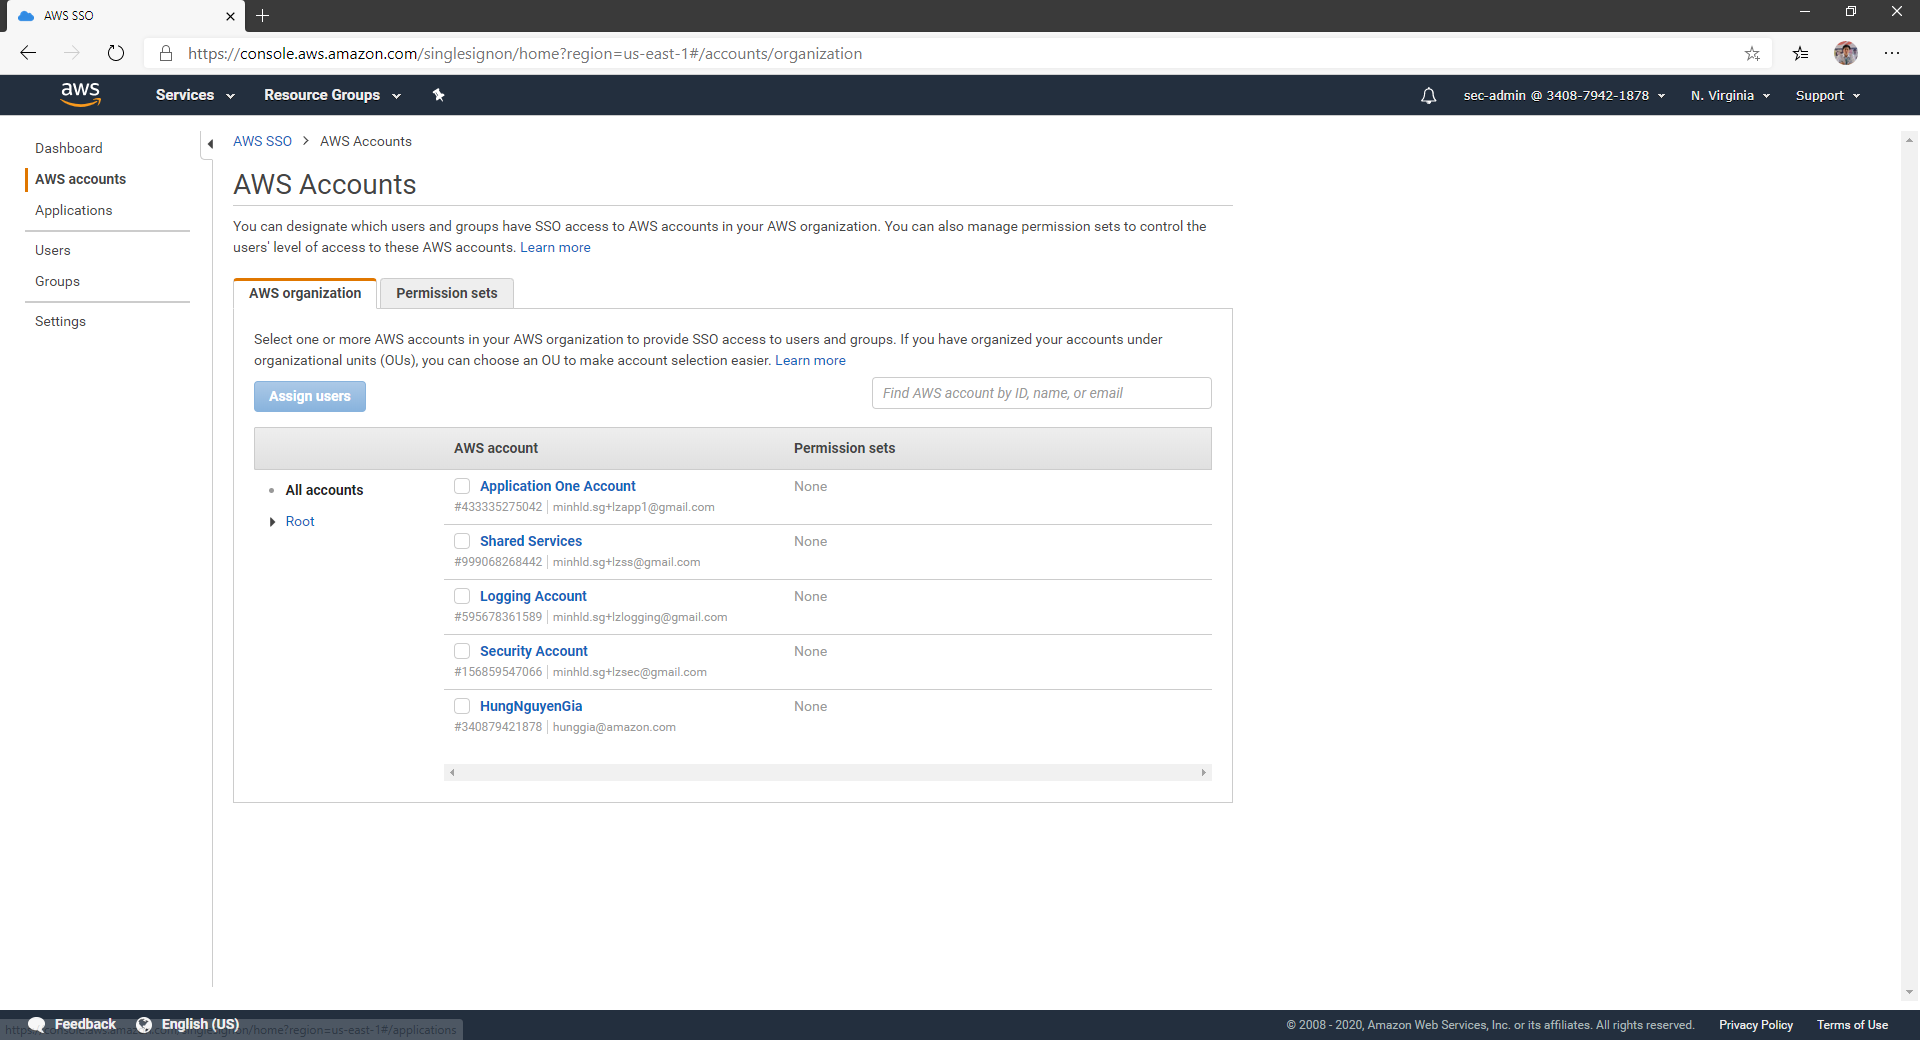 AWS SSO
https://console.aws.amazon.com/singlesignon/home?region=us-east-1#/accounts/organization
aws
Services
Resource Groups
sec-admin @ 3408-7942-1878
N. Virginia
Support
Dashboard
AWS accounts
Applications
Users
Groups
Settings
AWS SSO > AWS Accounts
AWS Accounts
You can designate which users and groups have SSO access to AWS accounts in your AWS organization. You can also manage permission sets to control the
users' level of access to these AWS accounts. Learn more
AWS organization
Permission sets
Select one or more AWS accounts in your AWS organization to provide SSO access to users and groups. If you have organized your accounts under
organizational units (OUs), you can choose an OU to make account selection easier. Learn more
Assign users
Find AWS account by ID, name, or email
AWS account
Permission sets
All accounts
Root
Application One Account
None
#433335275042 | minhld.sg+lzapp1@gmail.com
Shared Services
None
#999068268442 | minhld.sg+lzss@gmail.com
Logging Account
None
#595678361589 | minhld.sg+lzlogging@gmail.com
Security Account
None
#156859547066 | minhld.sg+lzsec@gmail.com
HungNguyenGia
None
#340879421878 | hunggia@amazon.com
Feedback
English (US)
https://console.aws.amazon.com/singlesignon/home?region=us-east-1#/applications
© 2008 - 2020, Amazon Web Services, Inc. or its affiliates. All rights reserved.
Privacy Policy
Terms of Use